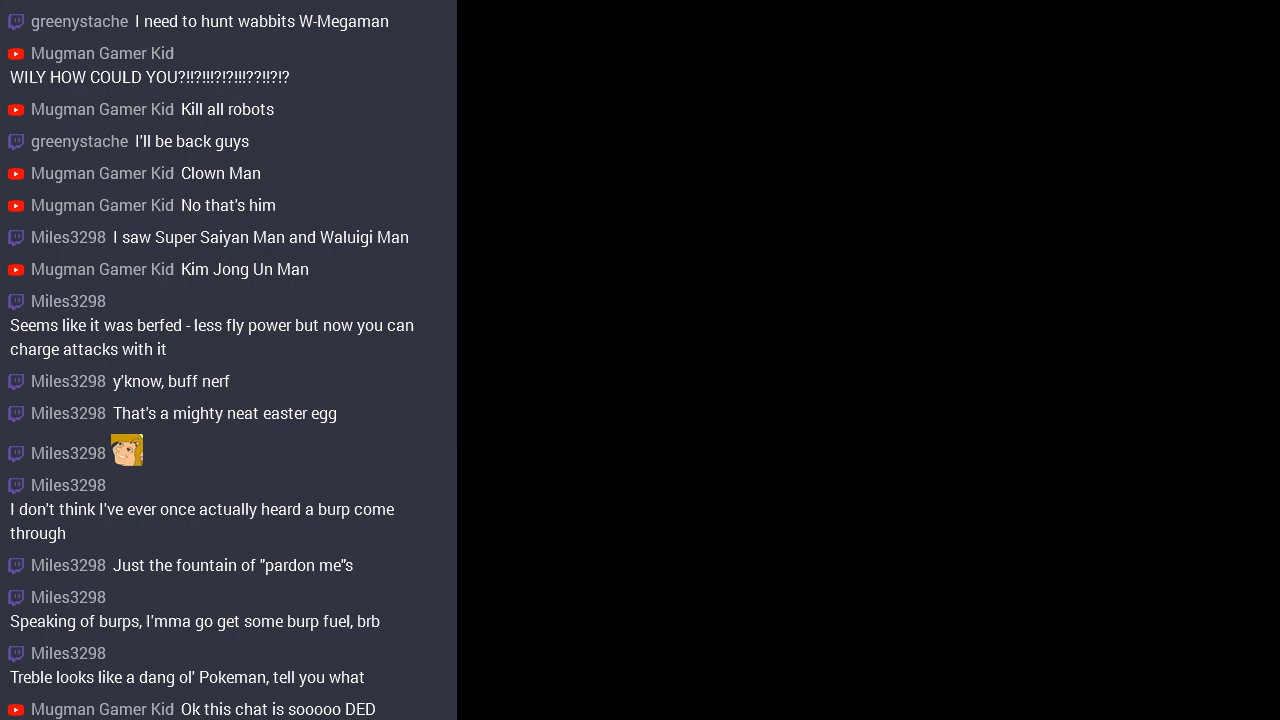 greenystache I need to hunt wabbits W-Megaman
Mugman Gamer Kid
WILY HOW COULD YOU?!!?!!!?!?!!!??!!?!?
Mugman Gamer Kid Kill all robots
greenystache I'll be back guys
Mugman Gamer Kid Clown Man
Mugman Gamer Kid No that's him
Miles3298 I saw Super Saiyan Man and Waluigi Man
Mugman Gamer Kid Kim Jong Un Man
Miles3298
Seems like it was berfed - less fly power but now you can
charge attacks with it
Miles3298 y'know, buff nerf
Miles3298 That's a mighty neat easter egg
Miles3298
Miles3298
I don't think I've ever once actually heard a burp come
through
Miles3298 Just the fountain of "pardon me"s
Miles3298
Speaking of burps, I'mma go get some burp fuel, brb
Miles3298
Treble looks like a dang ol' Pokeman, tell you what
Mugman Gamer Kid Ok this chat is sooooo DED